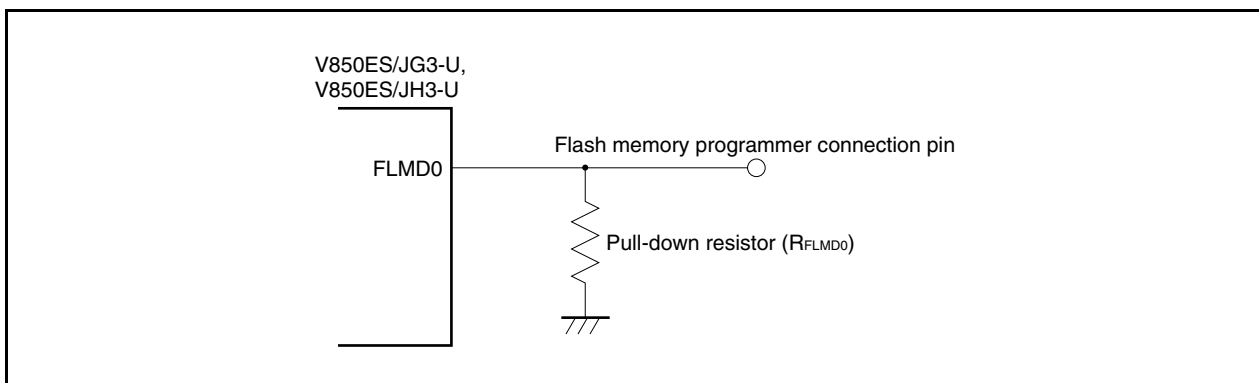 V850ES/JG3-U,
V850ES/JH3-U
Flash memory programmer connection pin
FLMD0
Pull-down resistor (RFLMD0)